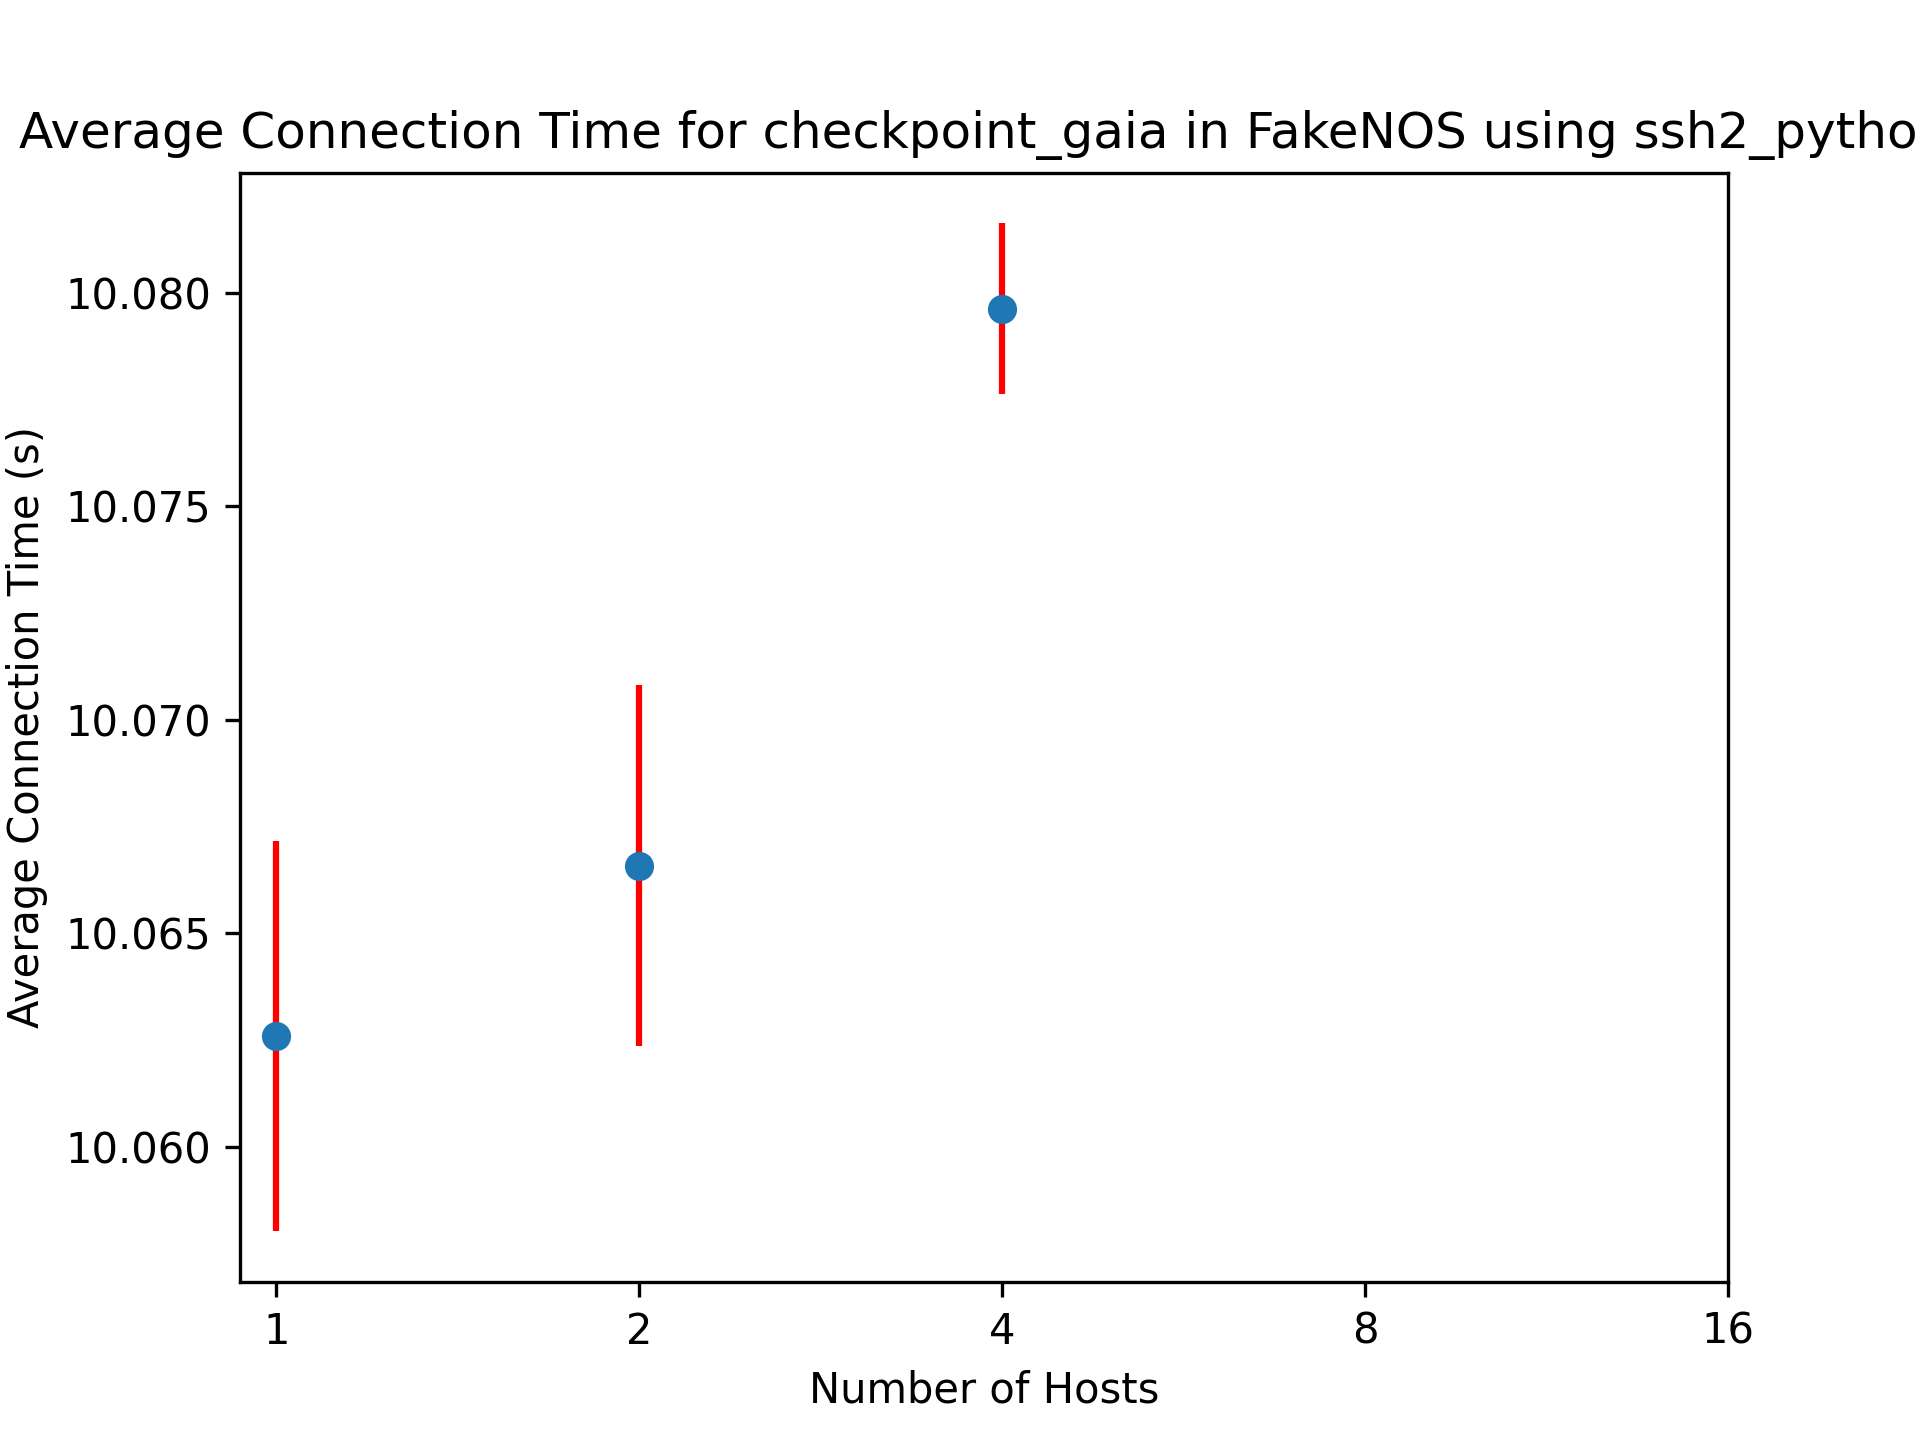 Average Connection Time for checkpoint_gaia in FakeNOS using ssh2_pytho
Average Connection Time (s)
10.080
10.075
10.070
10.065
10.060
1 2 4 8 16
Number of Hosts